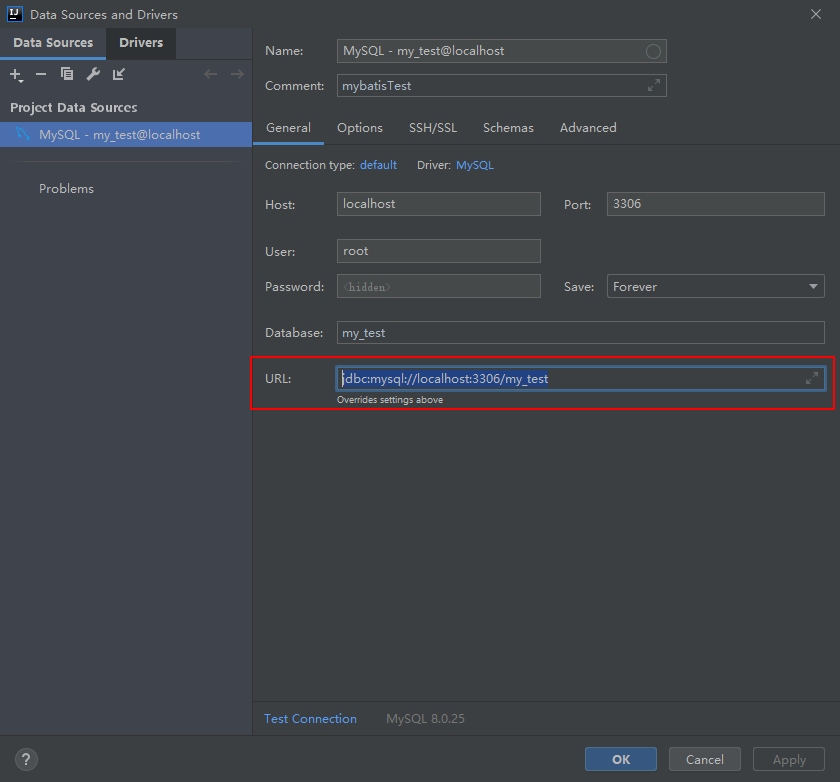 Data Sources and Drivers
Data Sources Drivers
Project Data Sources
MySQL - my_test@localhost
Problems
Name: MySQL - my_test@localhost
Comment: mybatisTest
General Options SSH/SSL Schemas Advanced
Connection type: default Driver: MySQL
Host: localhost Port: 3306
User: root
Password: <hidden> Save: Forever
Database: my_test
URL: jdbc:mysql://localhost:3306/my_test
Overrides settings above
Test Connection MySQL 8.0.25
? OK Cancel Apply